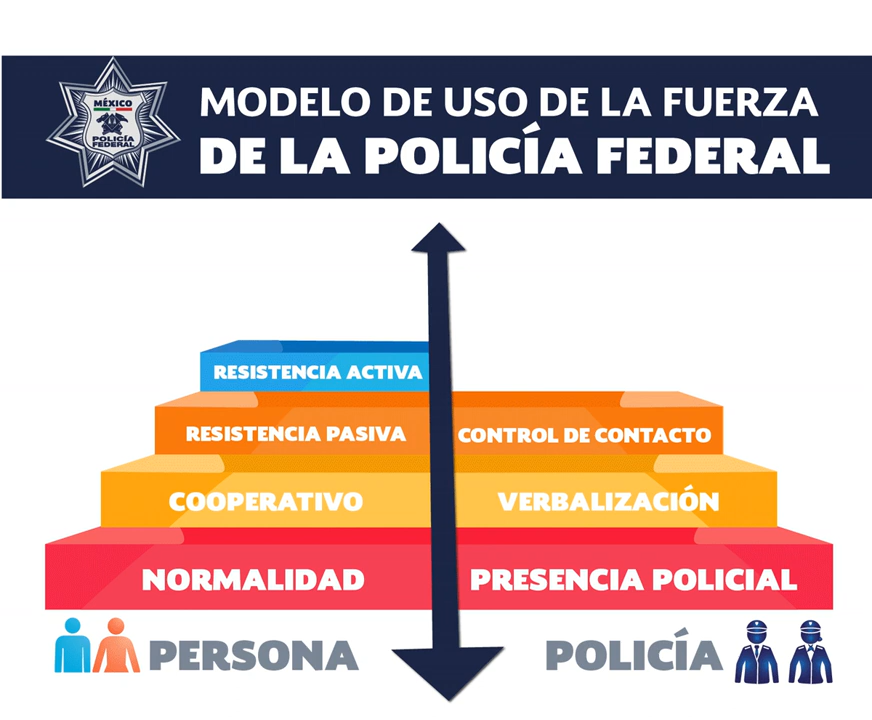 MÉXICO
POLICÍA
FEDERAL
MODELO DE USO DE LA FUERZA
DE LA POLICÍA FEDERAL
RESISTENCIA ACTIVA
RESISTENCIA PASIVA CONTROL DE CONTACTO
COOPERATIVO VERBALIZACIÓN
NORMALIDAD PRESENCIA POLICIAL
PERSONA POLICÍA